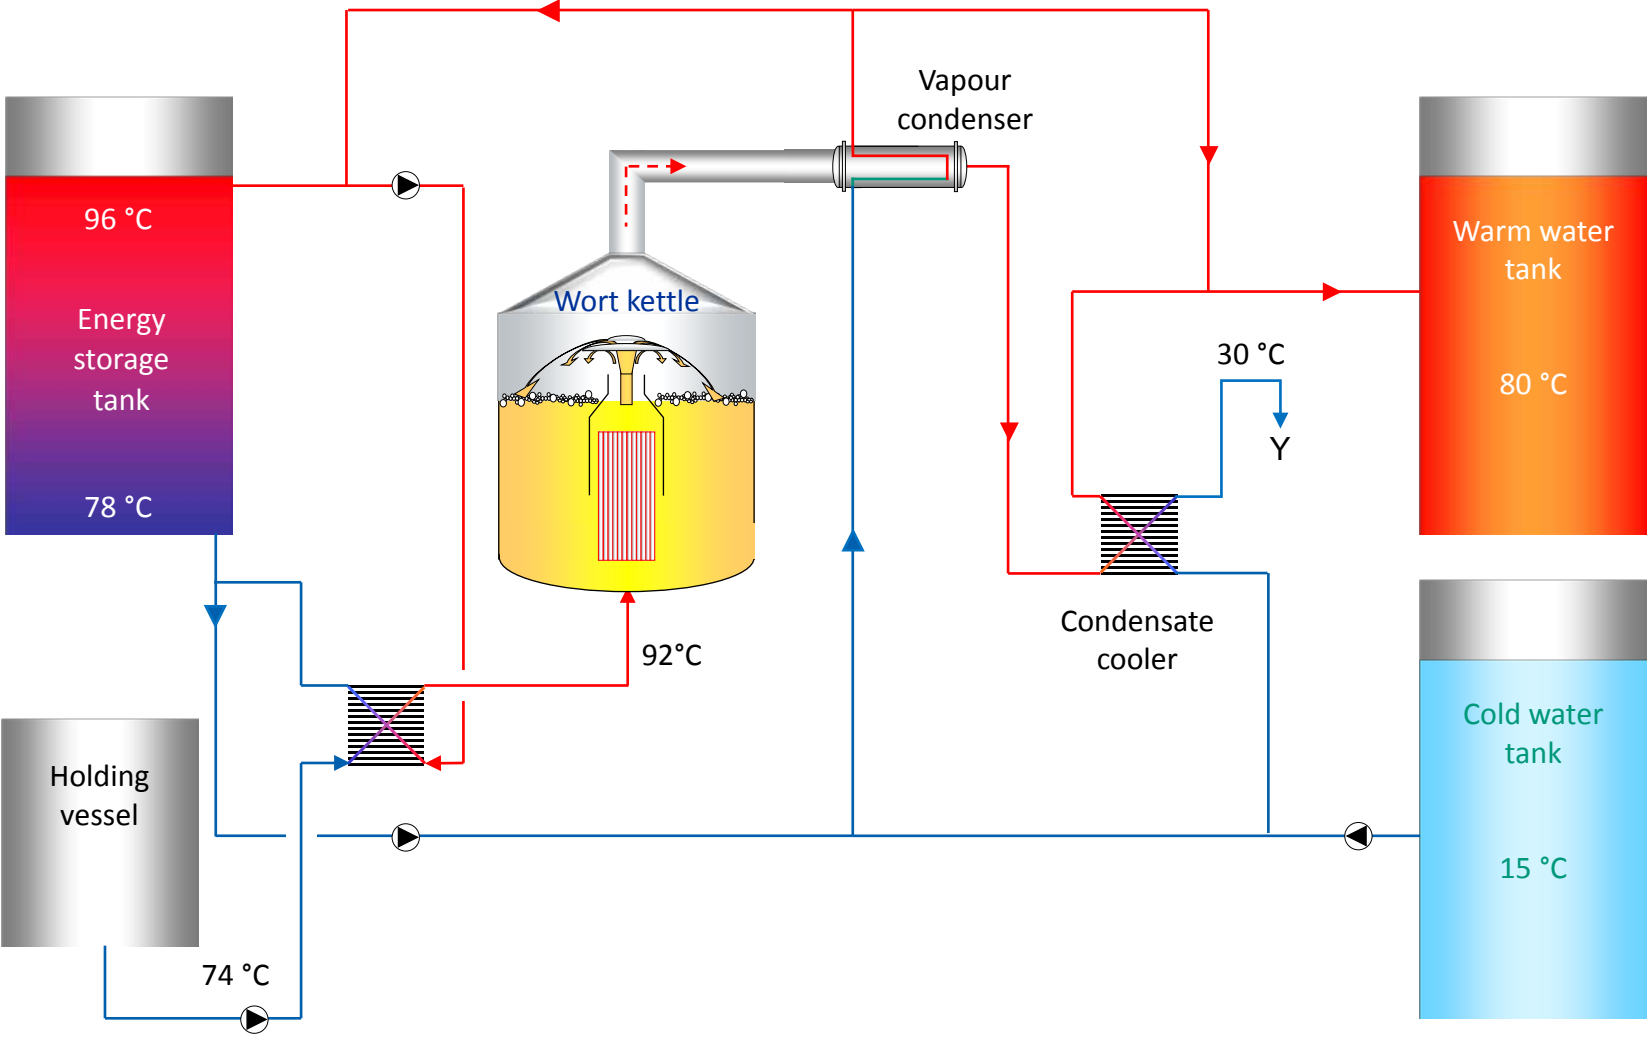 Vapour
condenser
96 °C
Energy
storage
tank
78 °C
Wort kettle
Warm water
tank
80 °C
30 °C
Y
92°C
Condensate
cooler
Holding
vessel
74 °C
Cold water
tank
15 °C